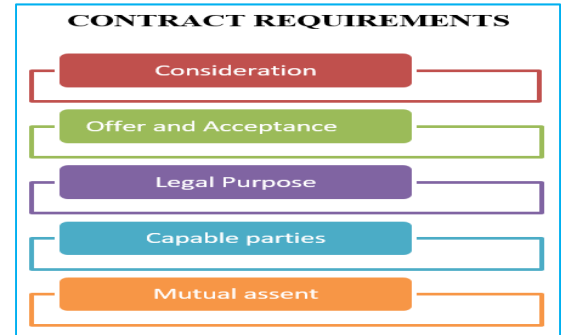 CONTRACT REQUIREMENTS
Consideration
Offer and Acceptance
Legal Purpose
Capable parties
Mutual assent